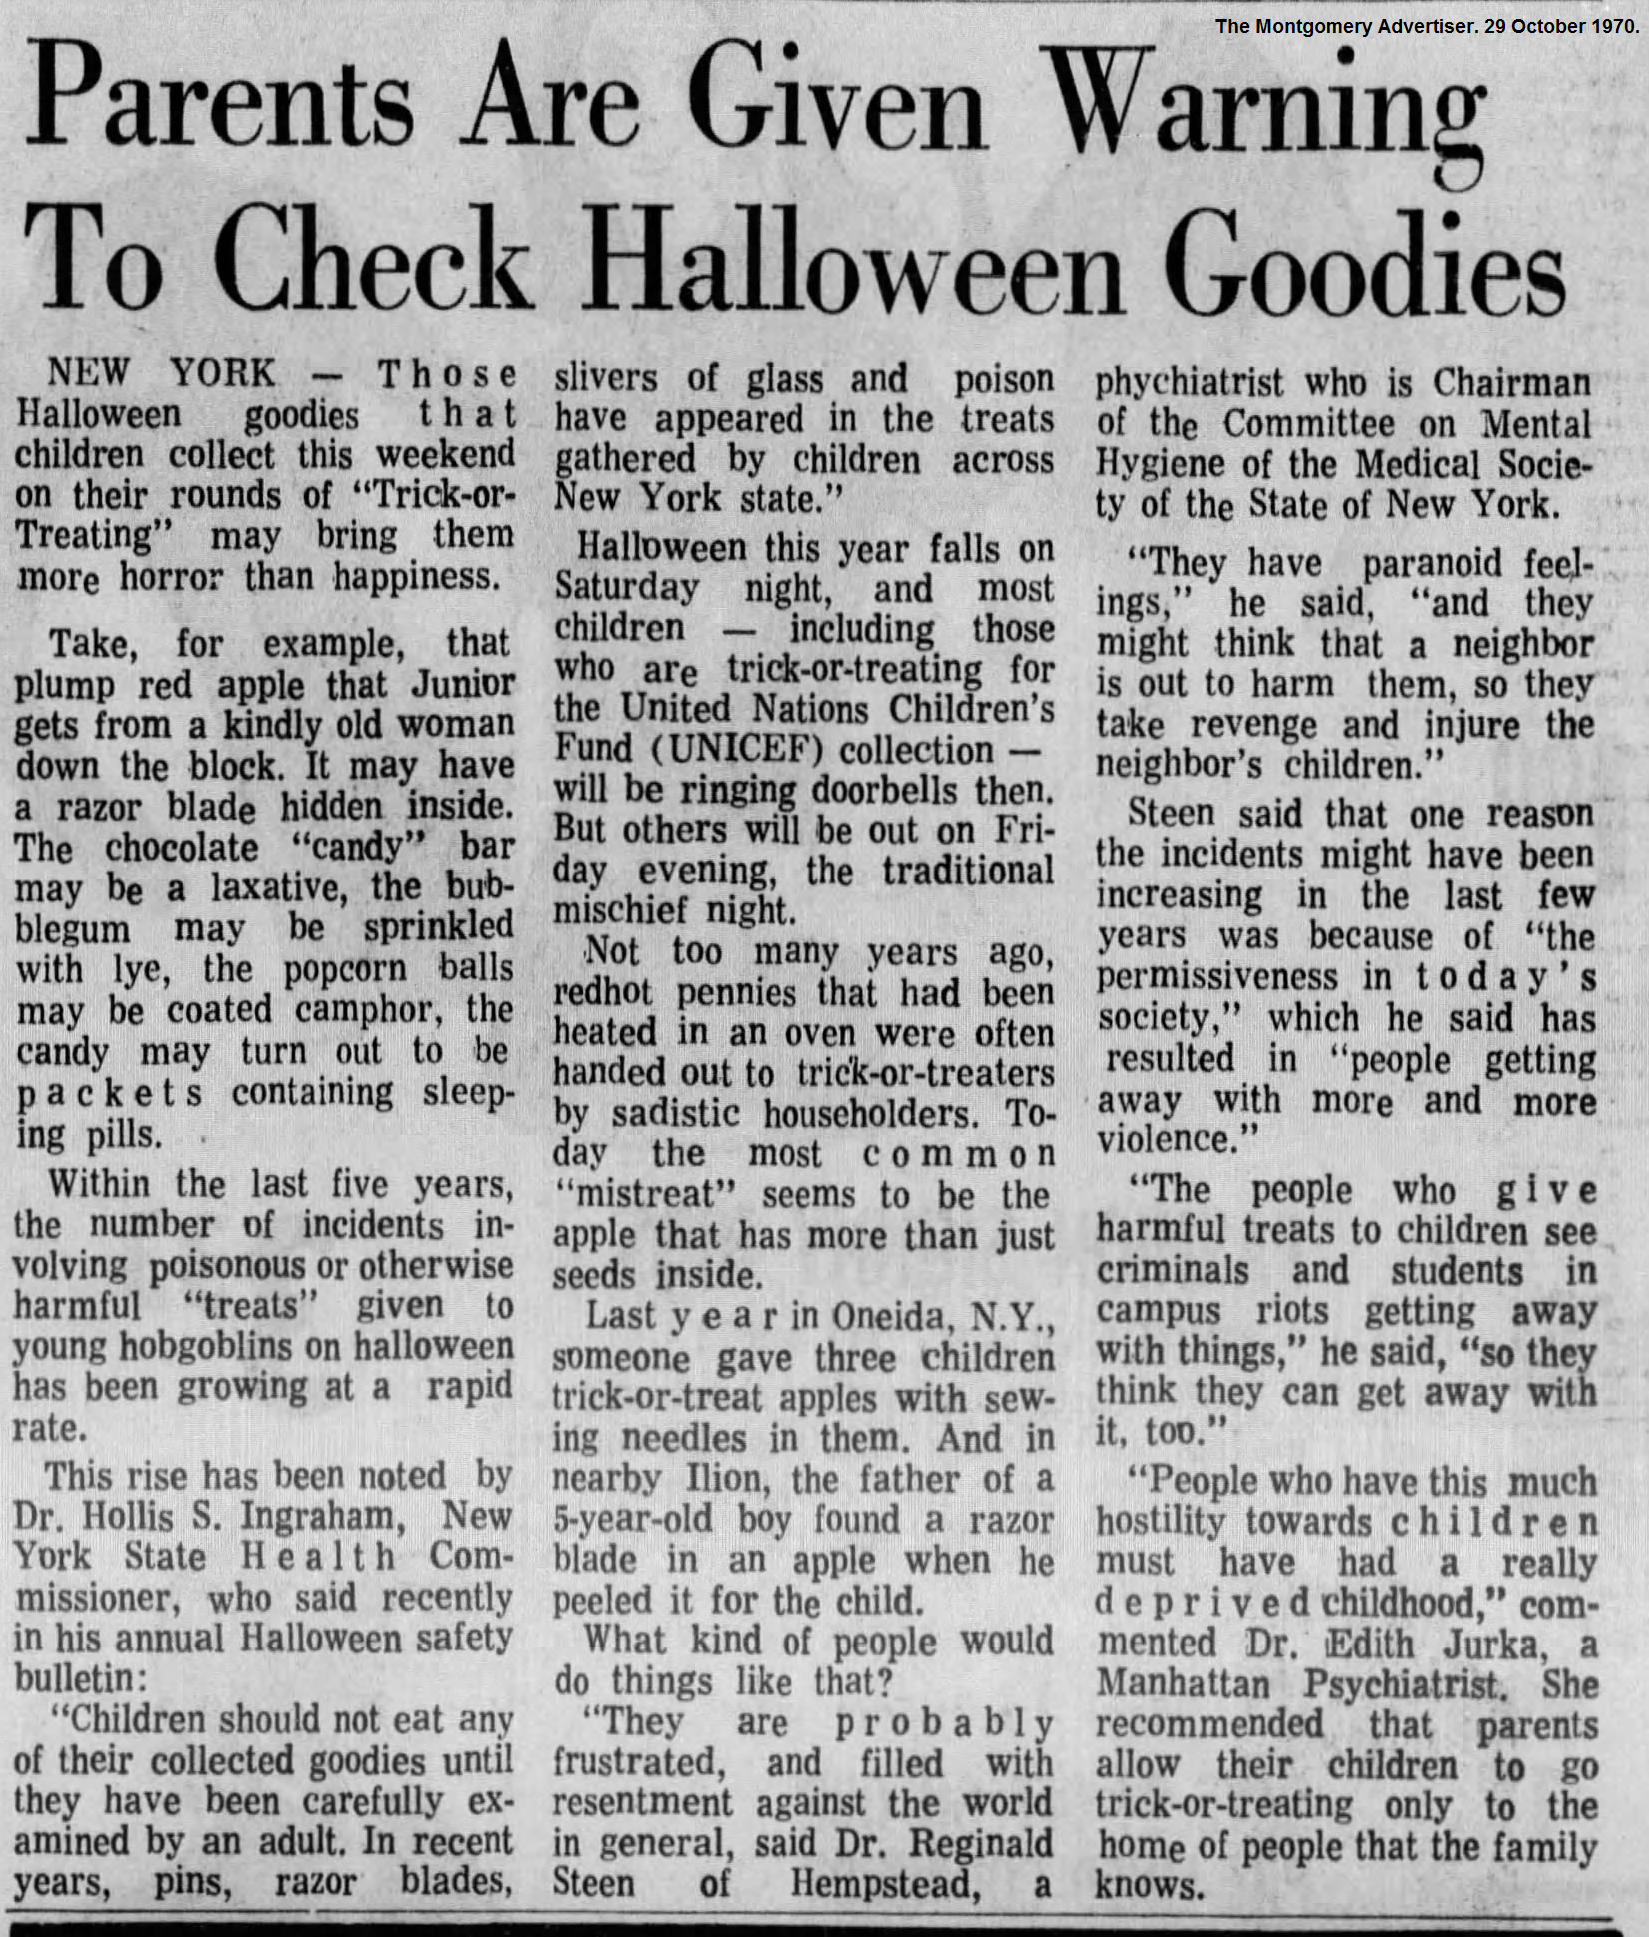 The Montgomery Advertiser. 29 October 1970.
Parents Are Given Warning
To Check Halloween Goodies
NEW YORK — Those
Halloween goodies that
children collect this weekend
on their rounds of “Trick-or-
Treating” may bring them
more horror than happiness.
Take, for example, that
plump red apple that Junior
gets from a kindly old woman
down the block. It may have
a razor blade hidden inside.
The chocolate “candy” bar
may be a laxative, the bub-
blegum may be sprinkled
with lye, the popcorn balls
may be coated camphor, the
candy may turn out to be
packets containing sleep-
ing pills.
Within the last five years,
the number of incidents in-
volving poisonous or otherwise
harmful “treats” given to
young hobgoblins on halloween
has been growing at a rapid
rate.
This rise has been noted by
Dr. Hollis S. Ingraham, New
York State Health Com-
missioner, who said recently
in his annual Halloween safety
bulletin:
“Children should not eat any
of their collected goodies until
they have been carefully ex-
amined by an adult. In recent
years, pins, razor blades,
slivers of glass and poison
have appeared in the treats
gathered by children across
New York state.”
Halloween this year falls on
Saturday night, and most
children — including those
who are trick-or-treating for
the United Nations Children’s
Fund (UNICEF) collection —
will be ringing doorbells then.
But others will be out on Fri-
day evening, the traditional
mischief night.
Not too many years ago,
redhot pennies that had been
heated in an oven were often
handed out to trick-or-treaters
by sadistic householders. To-
day the most common
“mistreat” seems to be the
apple that has more than just
seeds inside.
Last year in Oneida, N.Y.,
someone gave three children
trick-or-treat apples with sew-
ing needles in them. And in
nearby Ilion, the father of a
5-year-old boy found a razor
blade in an apple when he
peeled it for the child.
What kind of people would
do things like that?
“They are probably
frustrated, and filled with
resentment against the world
in general, said Dr. Reginald
Steen of Hempstead, a
phychiatrist who is Chairman
of the Committee on Mental
Hygiene of the Medical Socie-
ty of the State of New York.
“They have paranoid feel-
ings,” he said, “and they
might think that a neighbor
is out to harm them, so they
take revenge and injure the
neighbor’s children.”
Steen said that one reason
the incidents might have been
increasing in the last few
years was because of “the
permissiveness in today’s
society,” which he said has
resulted in “people getting
away with more and more
violence.”
“The people who give
harmful treats to children see
criminals and students in
campus riots getting away
with things,” he said, “so they
think they can get away with
it, too.”
“People who have this much
hostility towards children
must have had a really
deprived childhood,” com-
mented Dr. Edith Jurka, a
Manhattan Psychiatrist. She
recommended that parents
allow their children to go
trick-or-treating only to the
home of people that the family
knows.